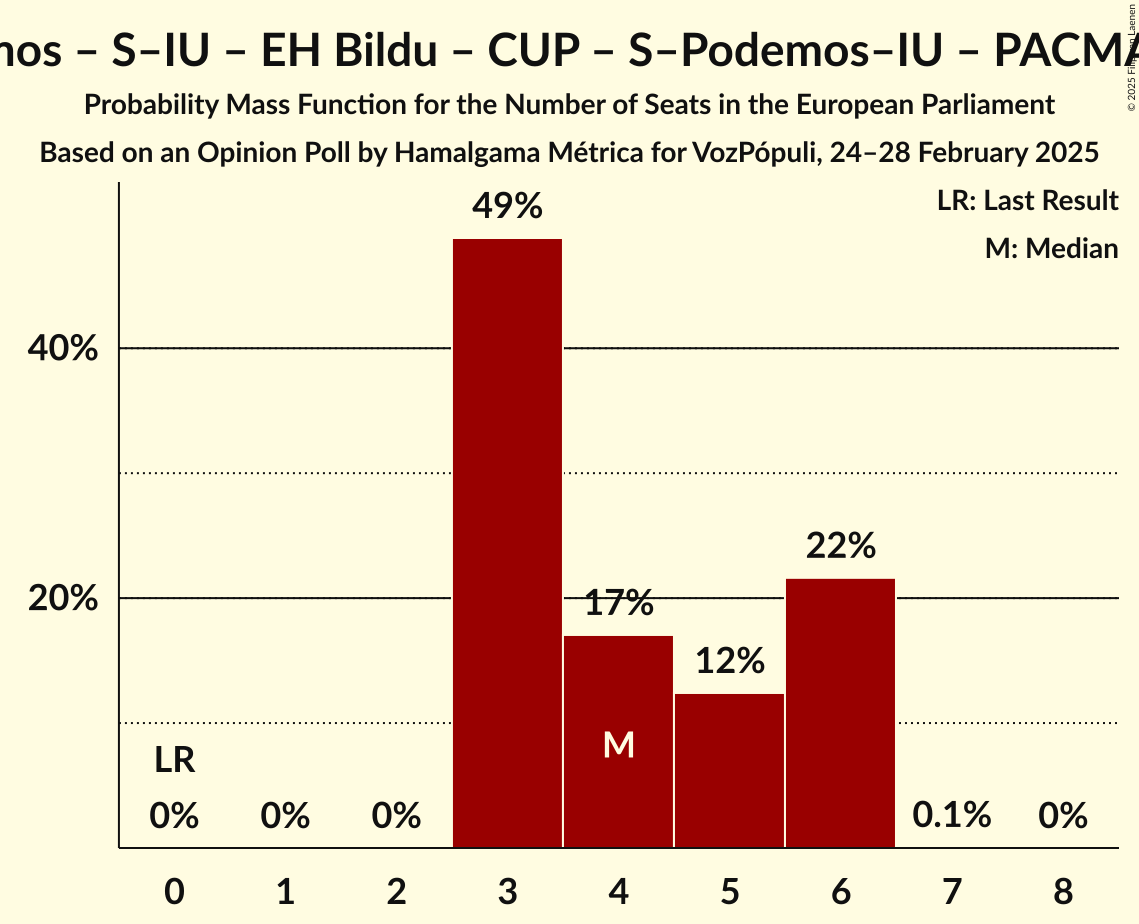 – S–IU – EH Bildu – CUP – S–Podemos–IU –
Probability Mass Function for the Number of Seats in the European Parliament
Based on an Opinion Poll by Hamalgama Métrica for VozPópuli, 24–28 February 2025
© 2025 Filip van Laenen
LR: Last Result
M: Median
49%
40%
22%
20%
17%
12%
M
LR
0% 0% 0% 0.1% 0%
0 1 2 3 4 5 6 7 8